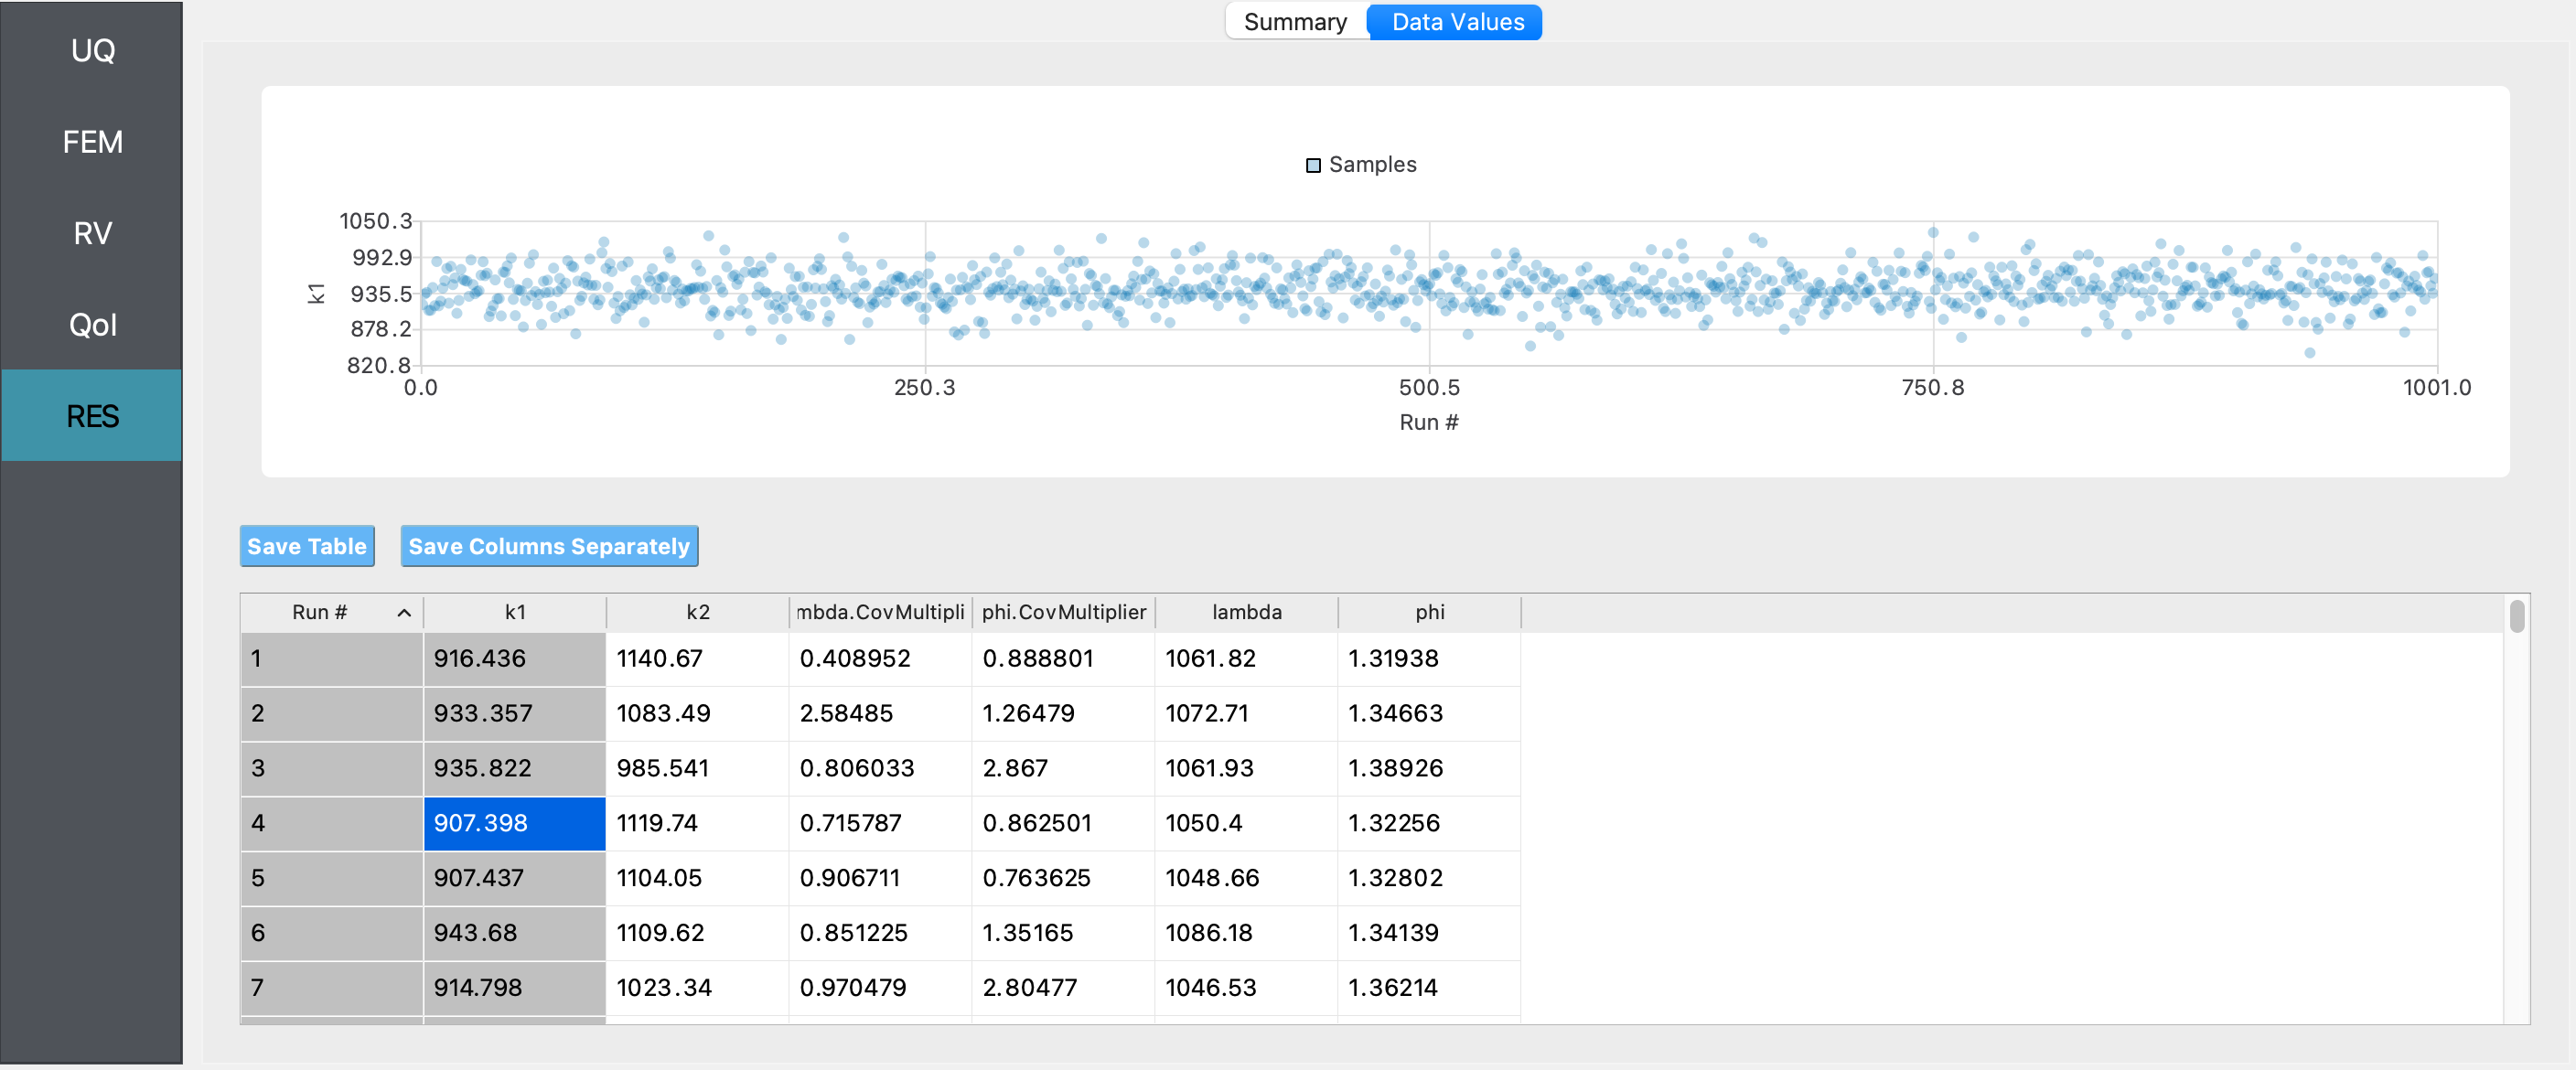 UQ
FEM
RV
QoI
RES
Summary
Data Values
Samples
1050.3
992.9
935.5
878.2
820.8
k1
0.0 250.3 500.5 750.8 1001.0
Run #
Save Table
Save Columns Separately
Run # k1 k2 mbda.CovMultipli phi.CovMultiplier lambda phi
1 916.436 1140.67 0.408952 0.888801 1061.82 1.31938
2 933.357 1083.49 2.58485 1.26479 1072.71 1.34663
3 935.822 985.541 0.806033 2.867 1061.93 1.38926
4 907.398 1119.74 0.715787 0.862501 1050.4 1.32256
5 907.437 1104.05 0.906711 0.763625 1048.66 1.32802
6 943.68 1109.62 0.851225 1.35165 1086.18 1.34139
7 914.798 1023.34 0.970479 2.80477 1046.53 1.36214